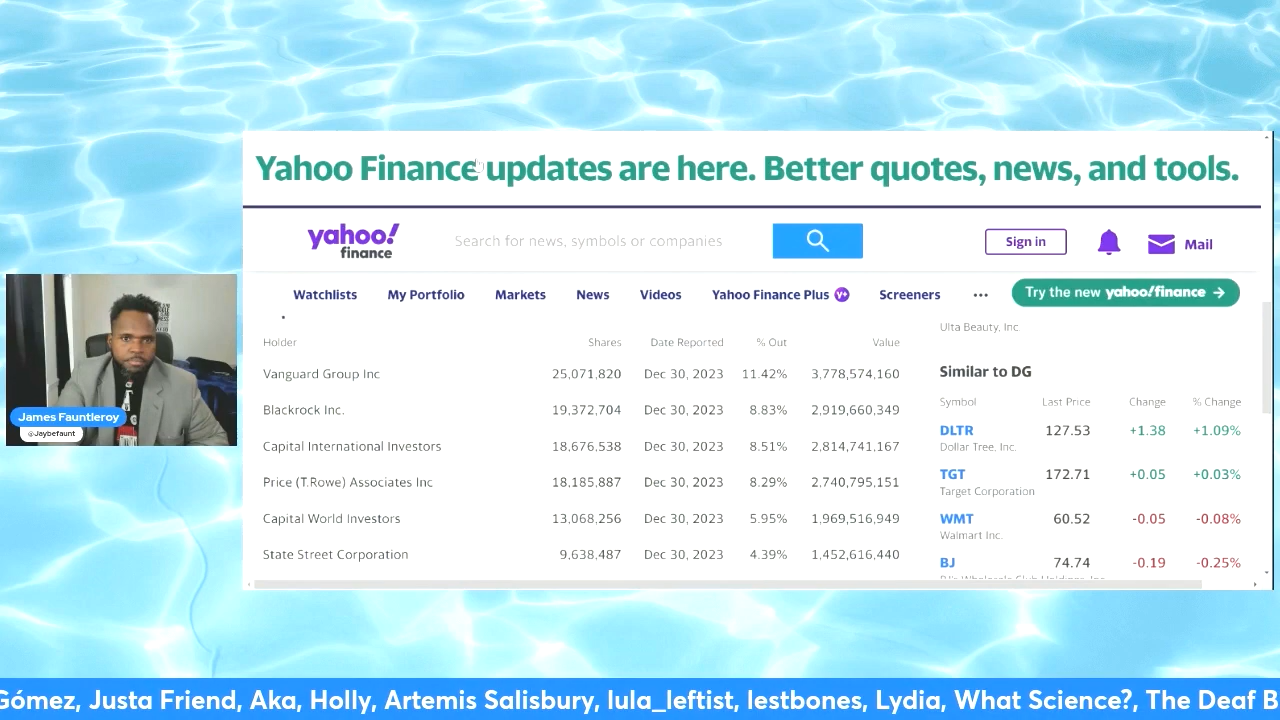 Yahoo Finance updates are here. Better quotes, news, and tools.
yahoo!
finance
Search for news, symbols or companies
Sign in
Mail
Watchlists My Portfolio Markets News Videos Yahoo Finance Plus Y+ Screeners ••• Try the new yahoo!finance →
Holder Shares Date Reported % Out Value
Vanguard Group Inc 25,071,820 Dec 30, 2023 11.42% 3,778,574,160
Blackrock Inc. 19,372,704 Dec 30, 2023 8.83% 2,919,660,349
Capital International Investors 18,676,538 Dec 30, 2023 8.51% 2,814,741,167
Price (T.Rowe) Associates Inc 18,185,887 Dec 30, 2023 8.29% 2,740,795,151
Capital World Investors 13,068,256 Dec 30, 2023 5.95% 1,969,516,949
State Street Corporation 9,638,487 Dec 30, 2023 4.39% 1,452,616,440
Ulta Beauty, Inc.
Similar to DG
Symbol Last Price Change % Change
DLTR 127.53 +1.38 +1.09%
Dollar Tree, Inc.
TGT 172.71 +0.05 +0.03%
Target Corporation
WMT 60.52 -0.05 -0.08%
Walmart Inc.
BJ 74.74 -0.19 -0.25%
BJ's Wholesale Club Holdings, Inc.
James Fauntleroy
@Jaybefaunt
Gómez, Justa Friend, Aka, Holly, Artemis Salisbury, lula_leftist, lestbones, Lydia, What Science?, The Deaf B